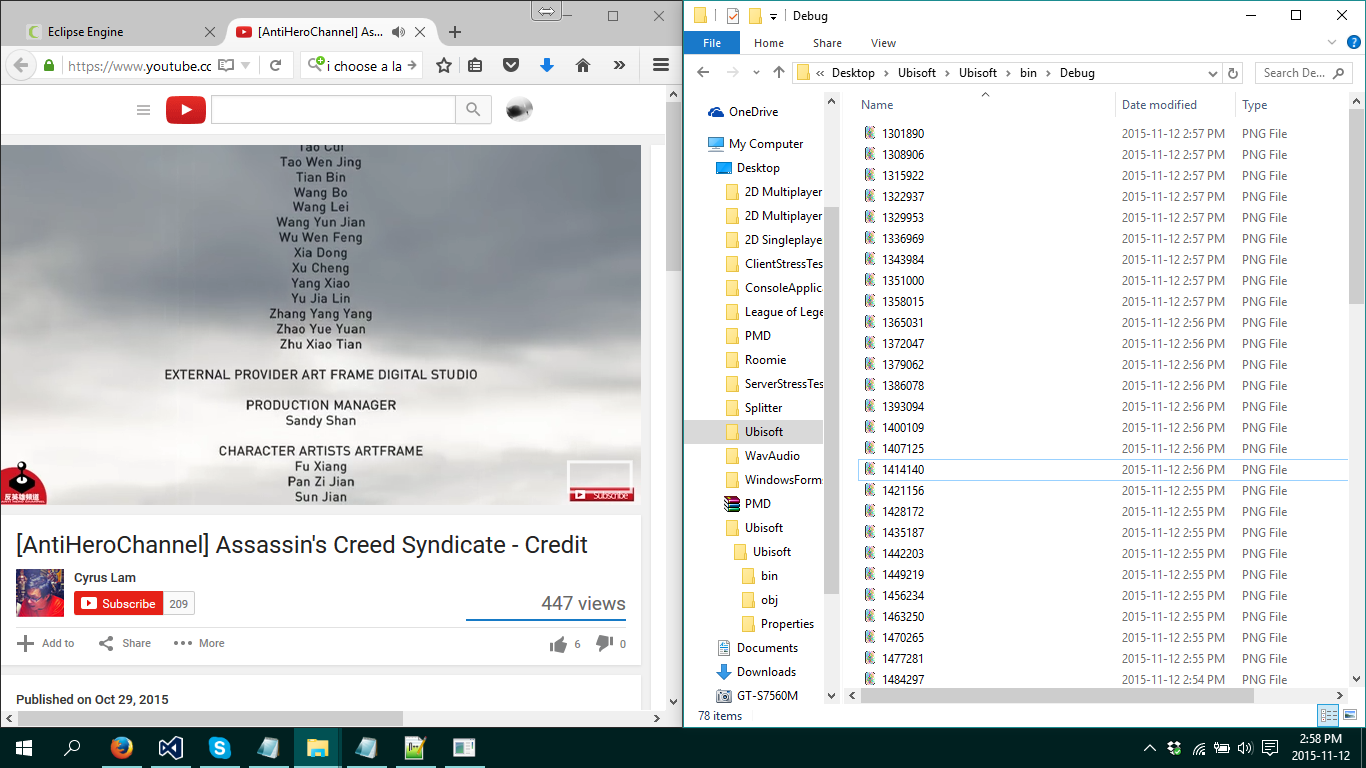 Eclipse Engine
[AntiHeroChannel] As...
https://www.youtube.cc
i choose a la
Tao Cui
Tao Wen Jing
Tian Bin
Wang Bo
Wang Lei
Wang Yun Jian
Wu Wen Feng
Xia Dong
Xu Cheng
Yang Xiao
Yu Jia Lin
Zhang Yang Yang
Zhao Yue Yuan
Zhu Xiao Tian
EXTERNAL PROVIDER ART FRAME DIGITAL STUDIO
PRODUCTION MANAGER
Sandy Shan
CHARACTER ARTISTS ARTFRAME
Fu Xiang
Pan Zi Jian
Sun Jian
反英雄頻道
Subscribe
[AntiHeroChannel] Assassin's Creed Syndicate - Credit
Cyrus Lam
Subscribe 209
447 views
Add to Share More
6 0
Published on Oct 29, 2015
Debug
File Home Share View
« Desktop > Ubisoft > Ubisoft > bin > Debug
Search De...
OneDrive
My Computer
Desktop
2D Multiplayer
2D Multiplayer
2D Singleplaye
ClientStressTes
ConsoleApplic
League of Lege
PMD
Roomie
ServerStressTes
Splitter
Ubisoft
WavAudio
WindowsForm
PMD
Ubisoft
Ubisoft
bin
obj
Properties
Documents
Downloads
GT-S7560M
Name Date modified Type
1301890 2015-11-12 2:57 PM PNG File
1308906 2015-11-12 2:57 PM PNG File
1315922 2015-11-12 2:57 PM PNG File
1322937 2015-11-12 2:57 PM PNG File
1329953 2015-11-12 2:57 PM PNG File
1336969 2015-11-12 2:57 PM PNG File
1343984 2015-11-12 2:57 PM PNG File
1351000 2015-11-12 2:57 PM PNG File
1358015 2015-11-12 2:57 PM PNG File
1365031 2015-11-12 2:56 PM PNG File
1372047 2015-11-12 2:56 PM PNG File
1379062 2015-11-12 2:56 PM PNG File
1386078 2015-11-12 2:56 PM PNG File
1393094 2015-11-12 2:56 PM PNG File
1400109 2015-11-12 2:56 PM PNG File
1407125 2015-11-12 2:56 PM PNG File
1414140 2015-11-12 2:56 PM PNG File
1421156 2015-11-12 2:55 PM PNG File
1428172 2015-11-12 2:55 PM PNG File
1435187 2015-11-12 2:55 PM PNG File
1442203 2015-11-12 2:55 PM PNG File
1449219 2015-11-12 2:55 PM PNG File
1456234 2015-11-12 2:55 PM PNG File
1463250 2015-11-12 2:55 PM PNG File
1470265 2015-11-12 2:55 PM PNG File
1477281 2015-11-12 2:55 PM PNG File
1484297 2015-11-12 2:54 PM PNG File
78 items
2:58 PM
2015-11-12